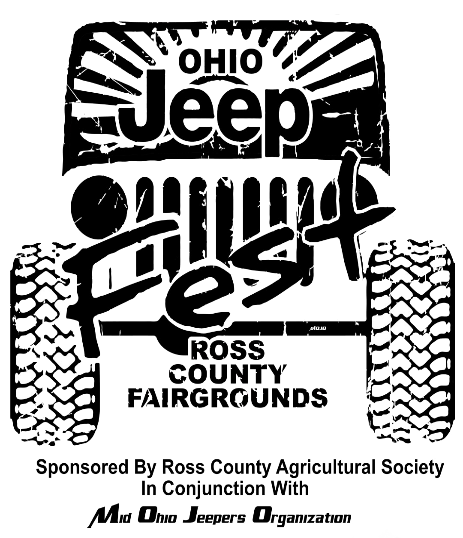 OHIO
Jeep
Fest
ROSS
COUNTY
FAIRGROUNDS
Sponsored By Ross County Agricultural Society
In Conjunction With
Mid Ohio Jeepers Organization